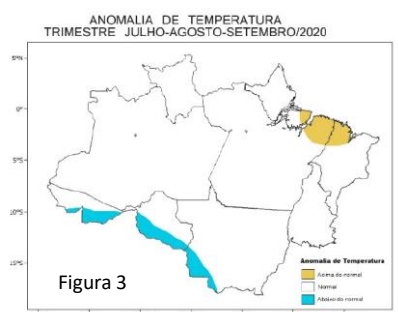 ANOMALIA DE TEMPERATURA
TRIMESTRE JULHO-AGOSTO-SETEMBRO/2020
5°N
0°
5°S
10°S
15°S
Anomalia de Temperatura
Acima do normal
Normal
Abaixo do normal
Figura 3